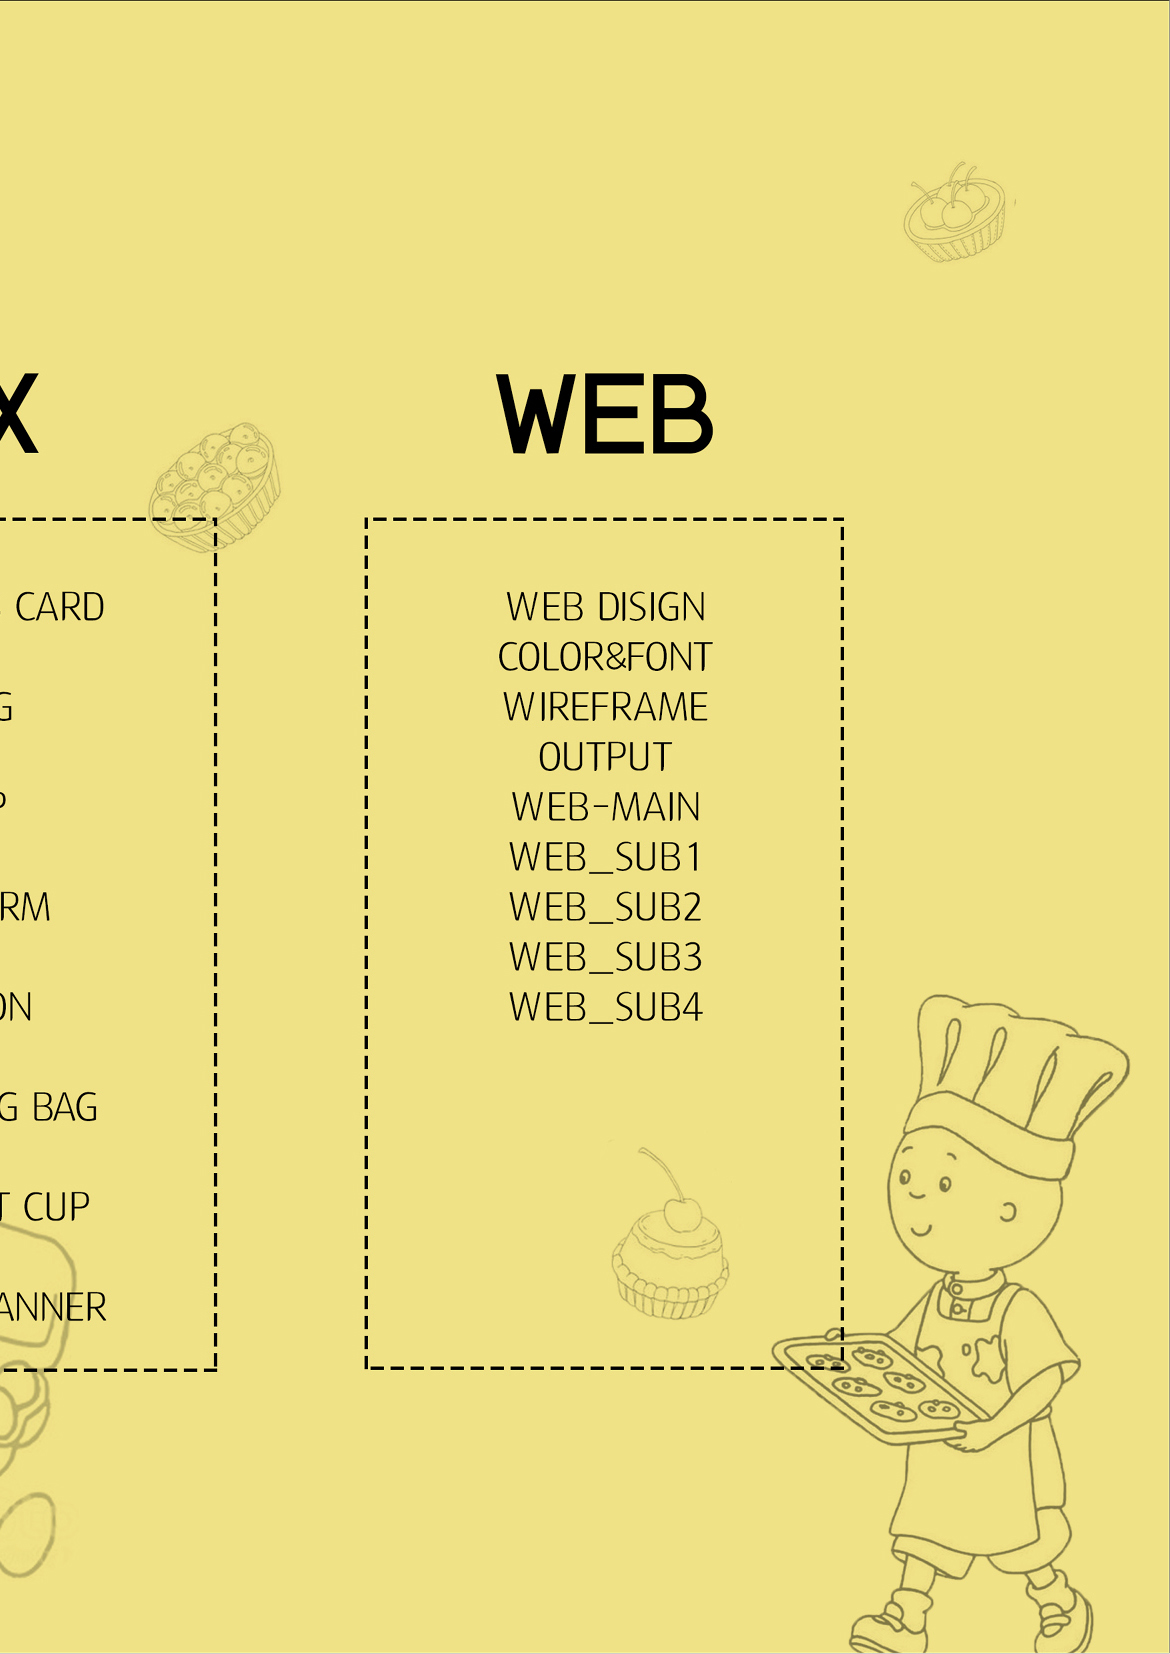 X
CARD
G
P
RM
ON
G BAG
T CUP
ANNER
WEB
WEB DISIGN
COLOR&FONT
WIREFRAME
OUTPUT
WEB-MAIN
WEB_SUB1
WEB_SUB2
WEB_SUB3
WEB_SUB4